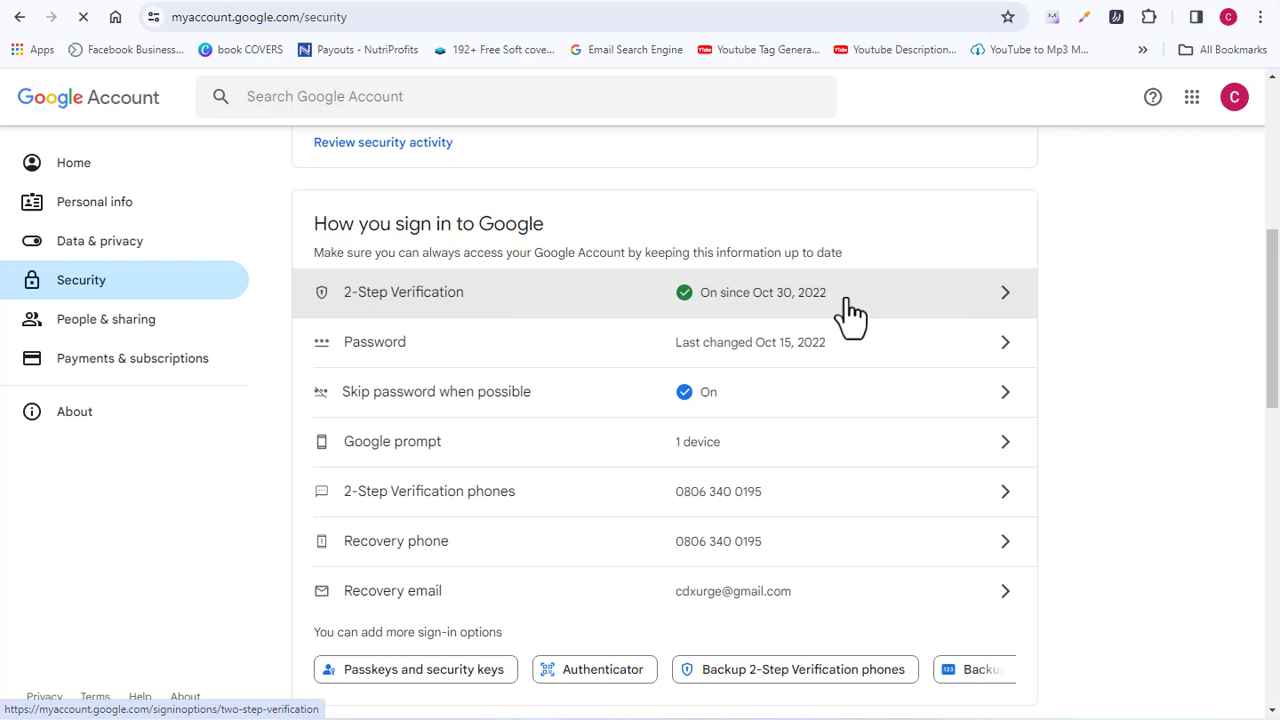 myaccount.google.com/security
Apps
Facebook Business...
book COVERS
Payouts - NutriProfits
192+ Free Soft cove...
Email Search Engine
Youtube Tag Genera...
Youtube Description...
YouTube to Mp3 M...
»
All Bookmarks
C
Google Account
Search Google Account
C
Review security activity
Home
Personal info
Data & privacy
Security
People & sharing
Payments & subscriptions
About
How you sign in to Google
Make sure you can always access your Google Account by keeping this information up to date
2-Step Verification On since Oct 30, 2022
Password Last changed Oct 15, 2022
Skip password when possible On
Google prompt 1 device
2-Step Verification phones 0806 340 0195
Recovery phone 0806 340 0195
Recovery email cdxurge@gmail.com
You can add more sign-in options
Passkeys and security keys
Authenticator
Backup 2-Step Verification phones
123
Backu
Privacy Terms Help About
https://myaccount.google.com/signinoptions/two-step-verification